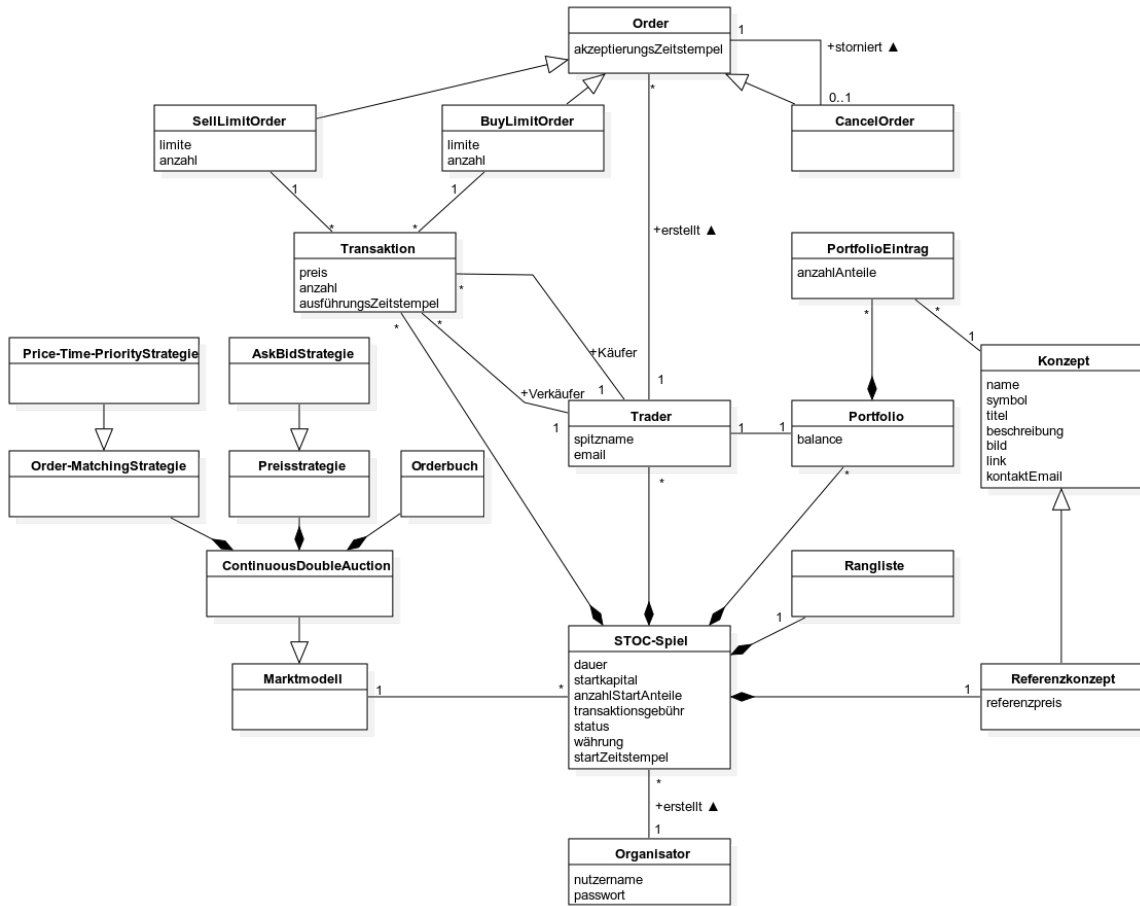 Order
akzeptierungsZeitstempel
1
+storniert ▲
0..1
*
SellLimitOrder
limite
anzahl
BuyLimitOrder
limite
anzahl
CancelOrder
1
1
*
*
+erstellt ▲
Transaktion
preis
anzahl
ausführungsZeitstempel
*
*
*
PortfolioEintrag
anzahlAnteile
*
*
1
Price-Time-PriorityStrategie
AskBidStrategie
+Käufer
+Verkäufer
1
1
1
Konzept
name
symbol
titel
beschreibung
bild
link
kontaktEmail
Trader
spitzname
email
1
1
*
Portfolio
balance
*
Order-MatchingStrategie
Preisstrategie
Orderbuch
ContinuousDoubleAuction
Rangliste
1
STOC-Spiel
dauer
startkapital
anzahlStartAnteile
transaktionsgebühr
status
währung
startZeitstempel
Marktmodell
1
*
1
Referenzkonzept
referenzpreis
*
+erstellt ▲
1
Organisator
nutzername
passwort